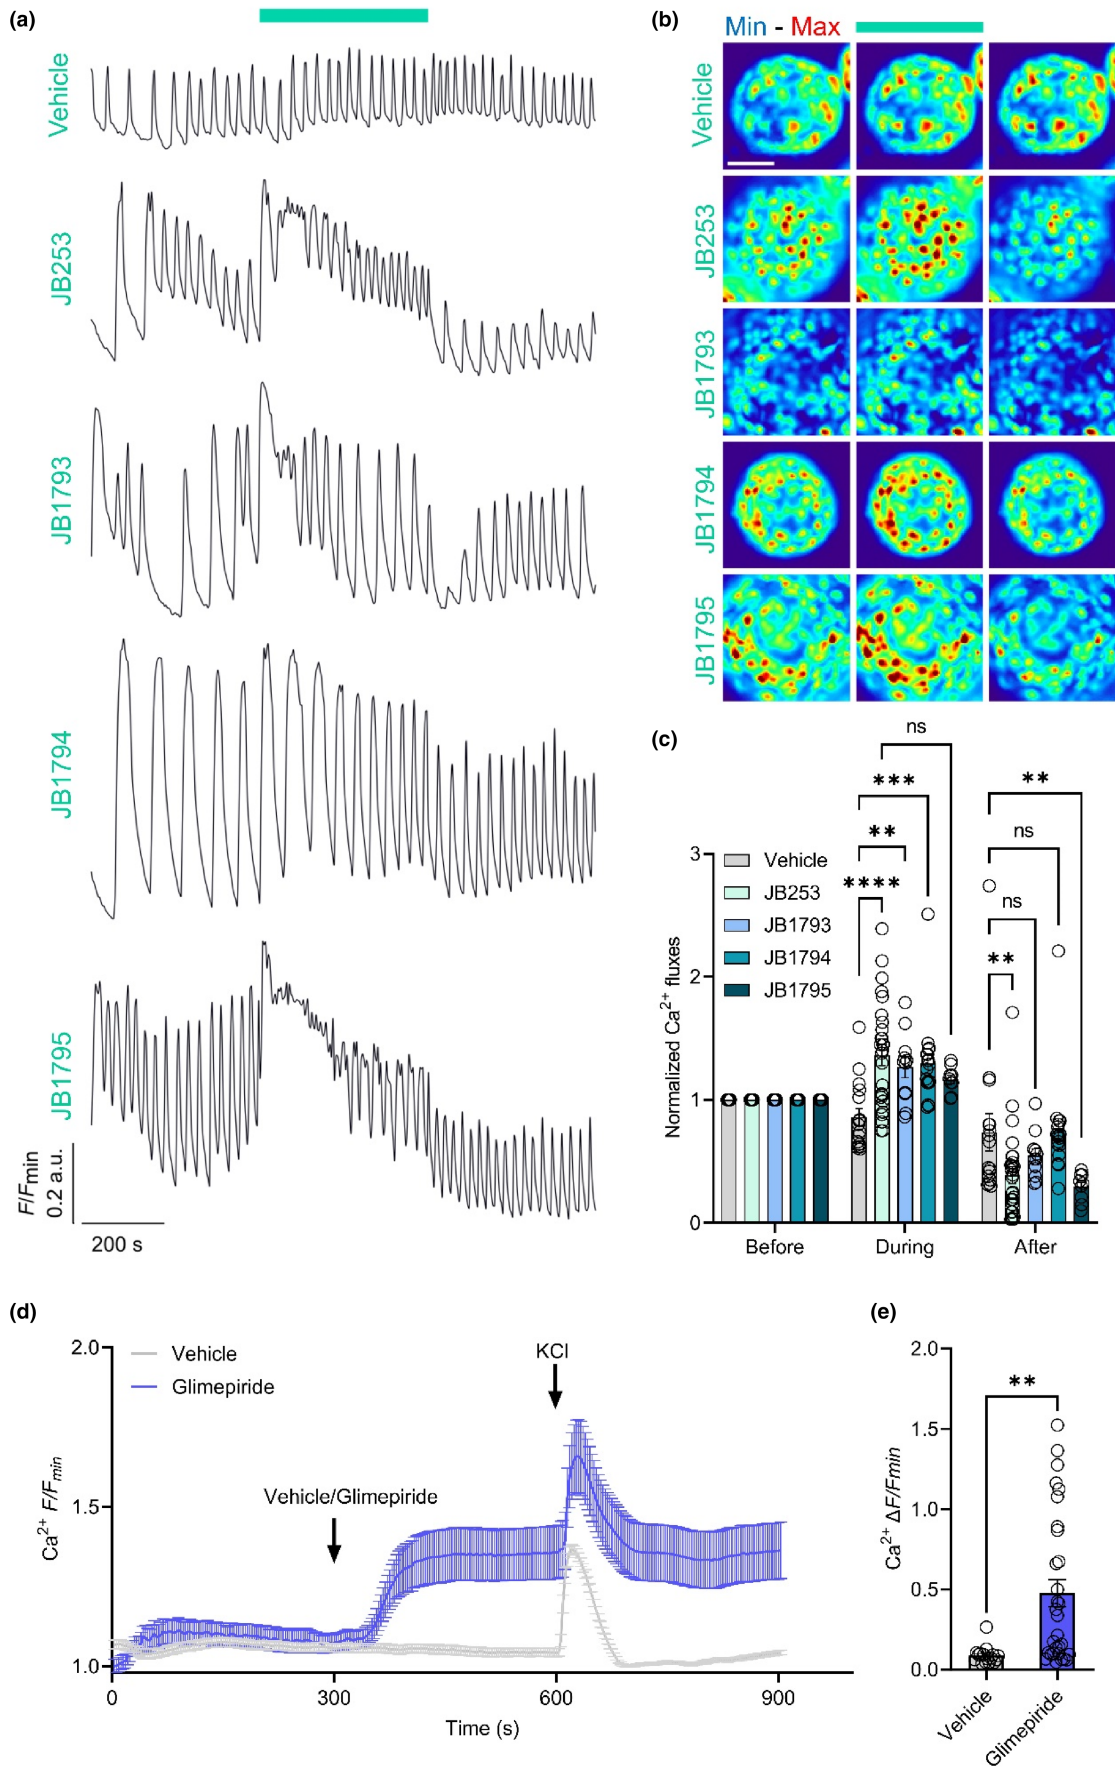 (a)
Vehicle
JB253
JB1793
JB1794
JB1795
F/Fmin
0.2 a.u.
200 s
(b)
Min - Max
Vehicle
JB253
JB1793
JB1794
JB1795
(c)
ns
***
**
**
ns
****
ns
**
Vehicle
JB253
JB1793
JB1794
JB1795
Normalized Ca2+ fluxes
3
2
1
0
Before During After
(d)
Vehicle
Glimepiride
KCl
Vehicle/Glimepiride
Ca2+ F/Fmin
2.0
1.5
1.0
0 300 600 900
Time (s)
(e)
**
Ca2+ ΔF/Fmin
2.0
1.5
1.0
0.5
0.0
Vehicle
Glimepiride